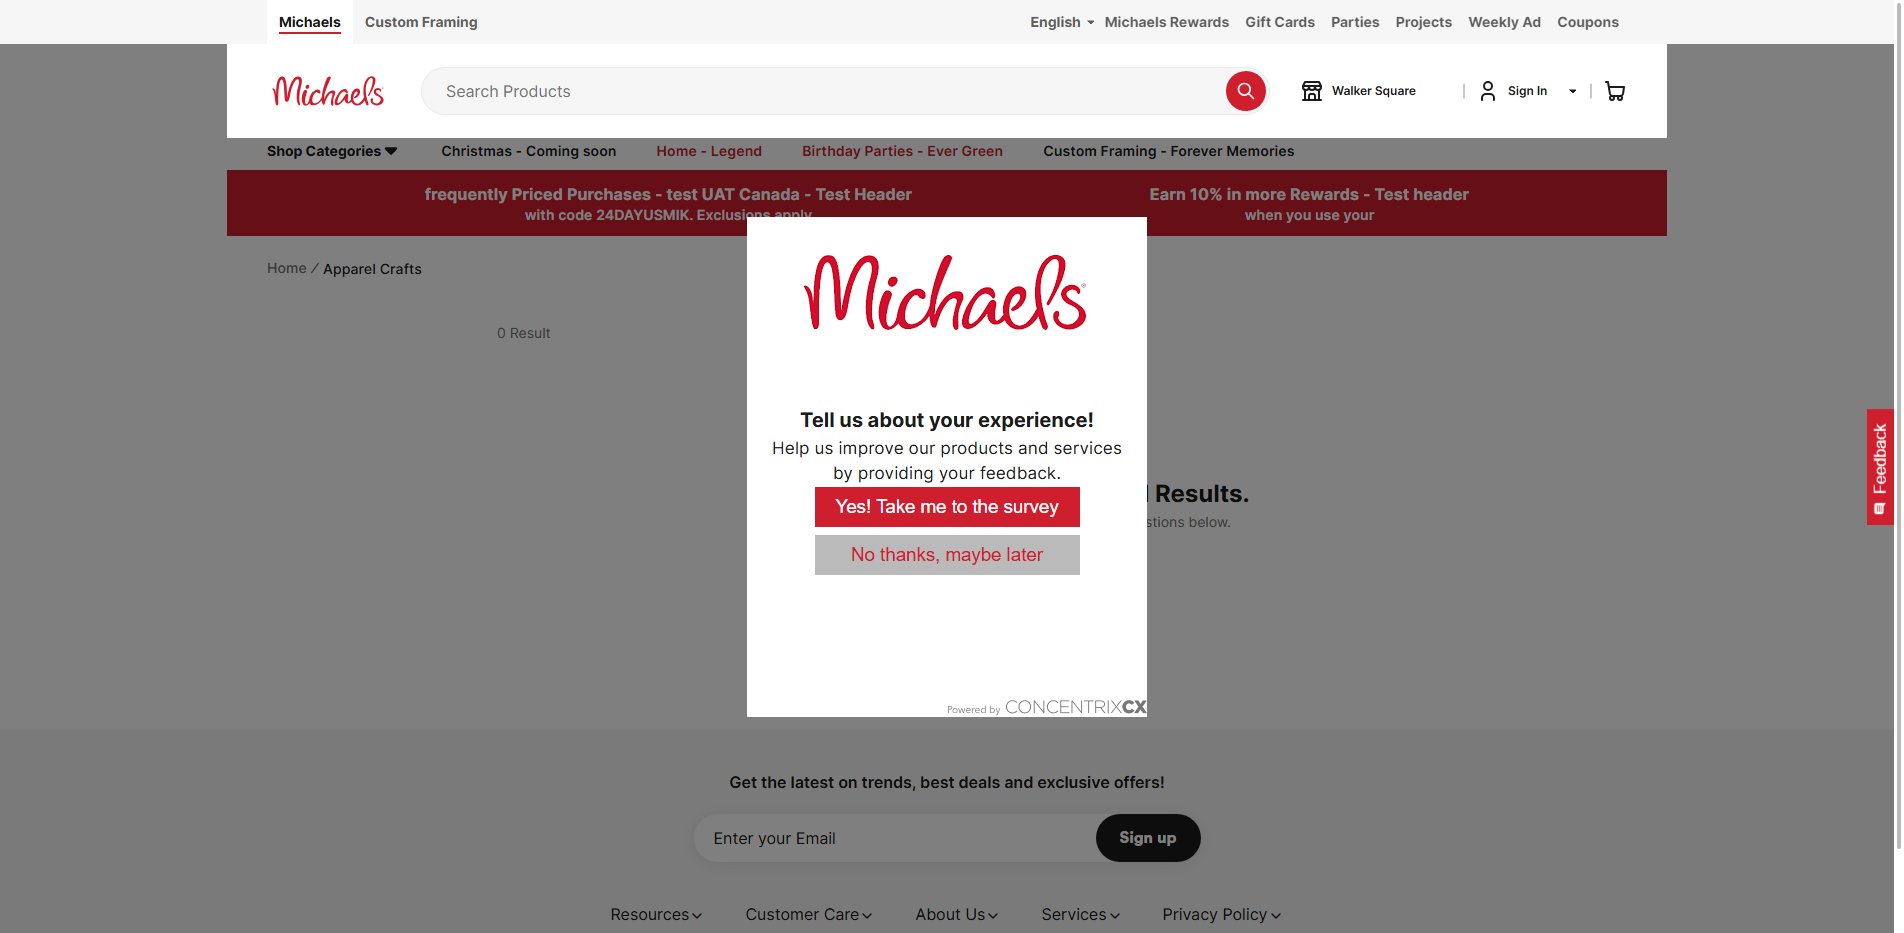 Michaels
Custom Framing
English
Michaels Rewards
Gift Cards
Parties
Projects
Weekly Ad
Coupons
Michaels
Search Products
Walker Square
Sign In
Shop Categories
Christmas - Coming soon
Home - Legend
Birthday Parties - Ever Green
Custom Framing - Forever Memories
frequently Priced Purchases - test UAT Canada - Test Header
with code 24DAYUSMIK. Exclusions apply
Earn 10% in more Rewards - Test header
when you use your
Home / Apparel Crafts
0 Result
Michaels
Tell us about your experience!
Help us improve our products and services
by providing your feedback.
Yes! Take me to the survey
No thanks, maybe later
Powered by CONCENTRIXCX
Results.
below.
Feedback
Get the latest on trends, best deals and exclusive offers!
Enter your Email
Sign up
Resources
Customer Care
About Us
Services
Privacy Policy